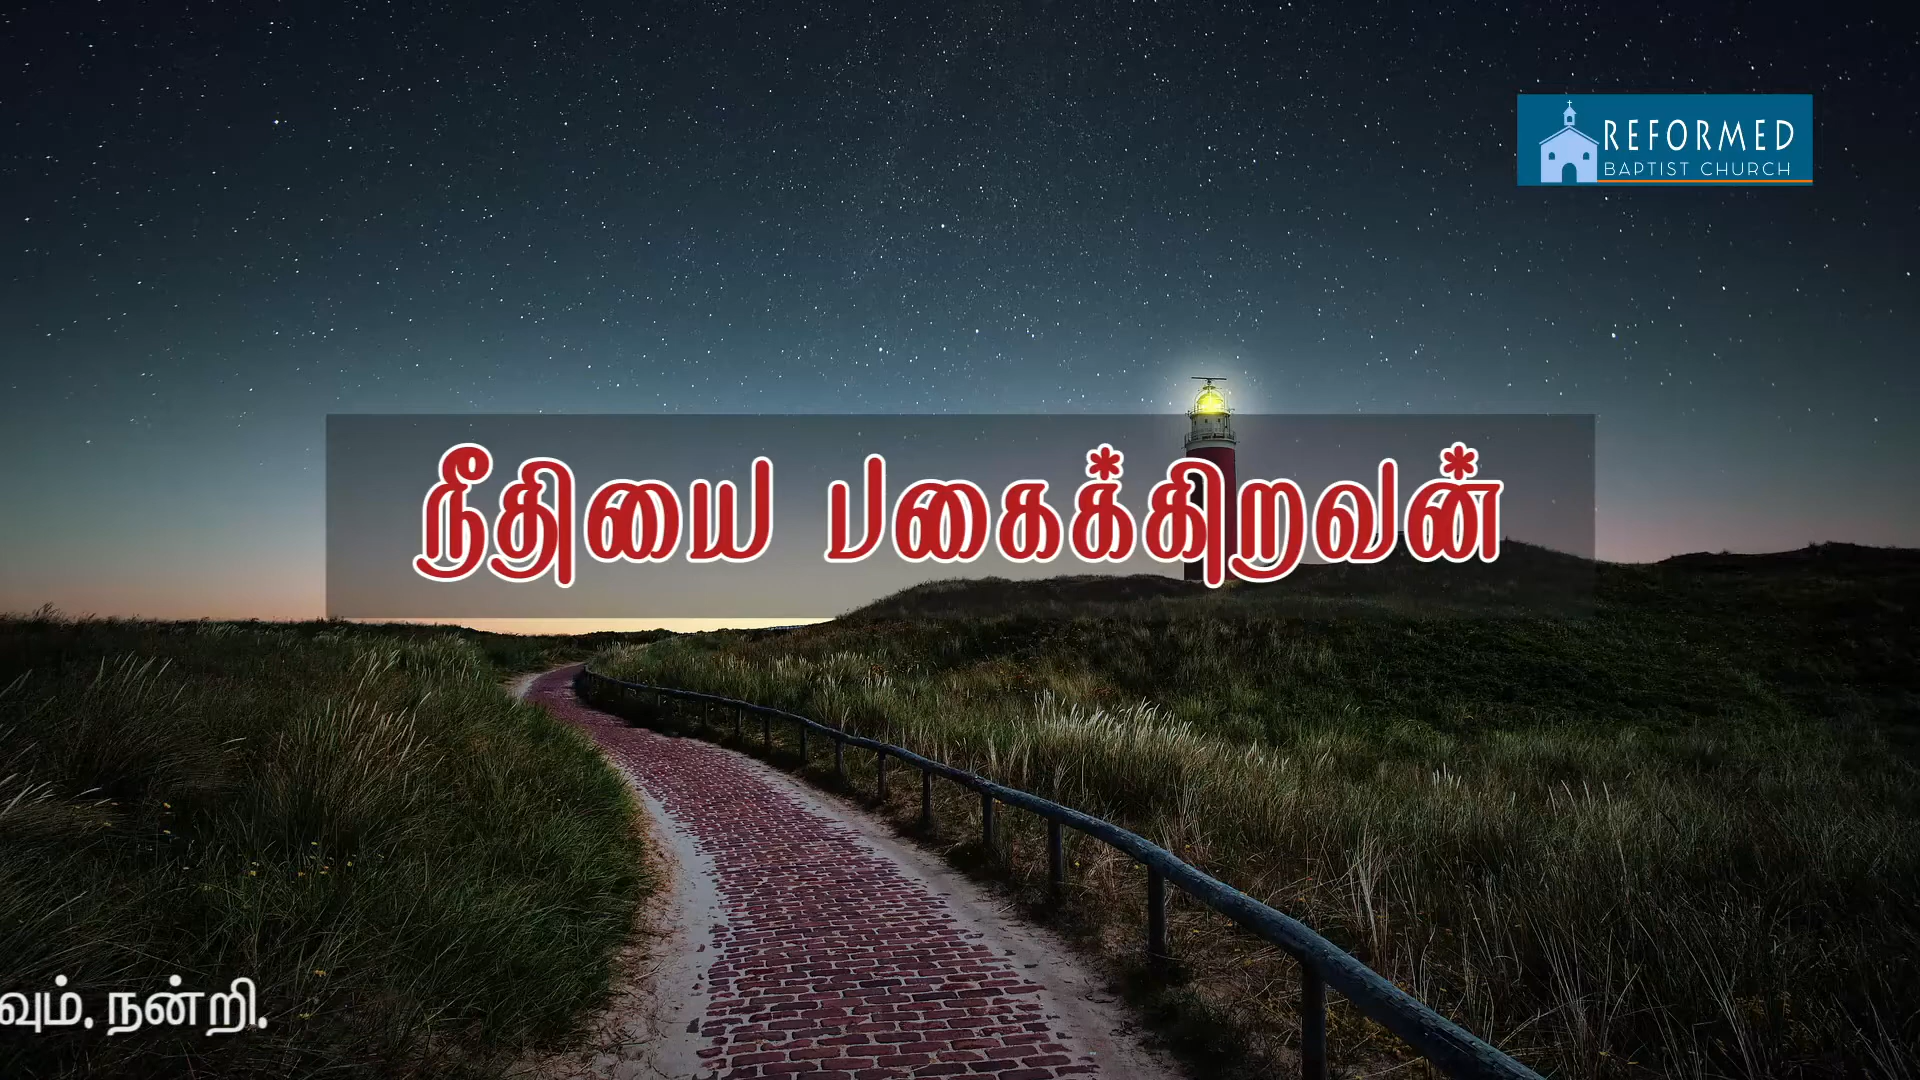 REFORMED
BAPTIST CHURCH
நீதியை பகைக்கிறவன்
வும். நன்றி.